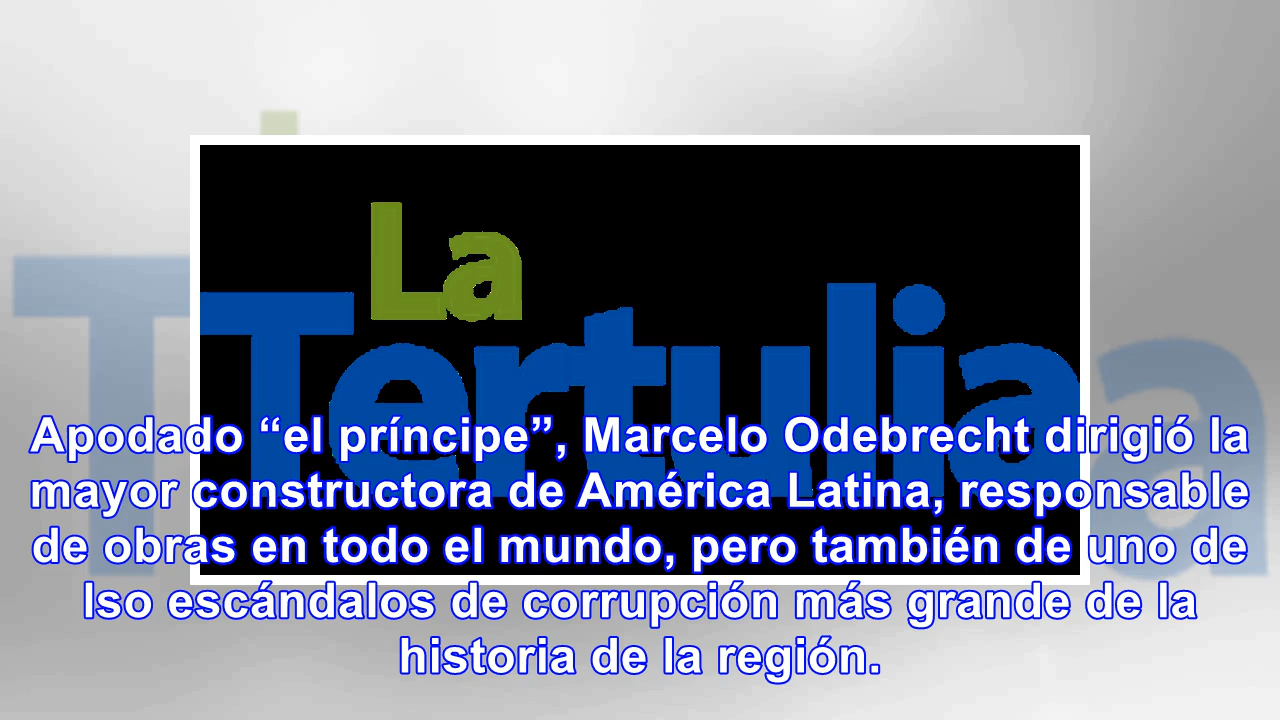 La
Tertulia
Apodado “el príncipe”, Marcelo Odebrecht dirigió la
mayor constructora de América Latina, responsable
de obras en todo el mundo, pero también de uno de
lso escándalos de corrupción más grande de la
historia de la región.